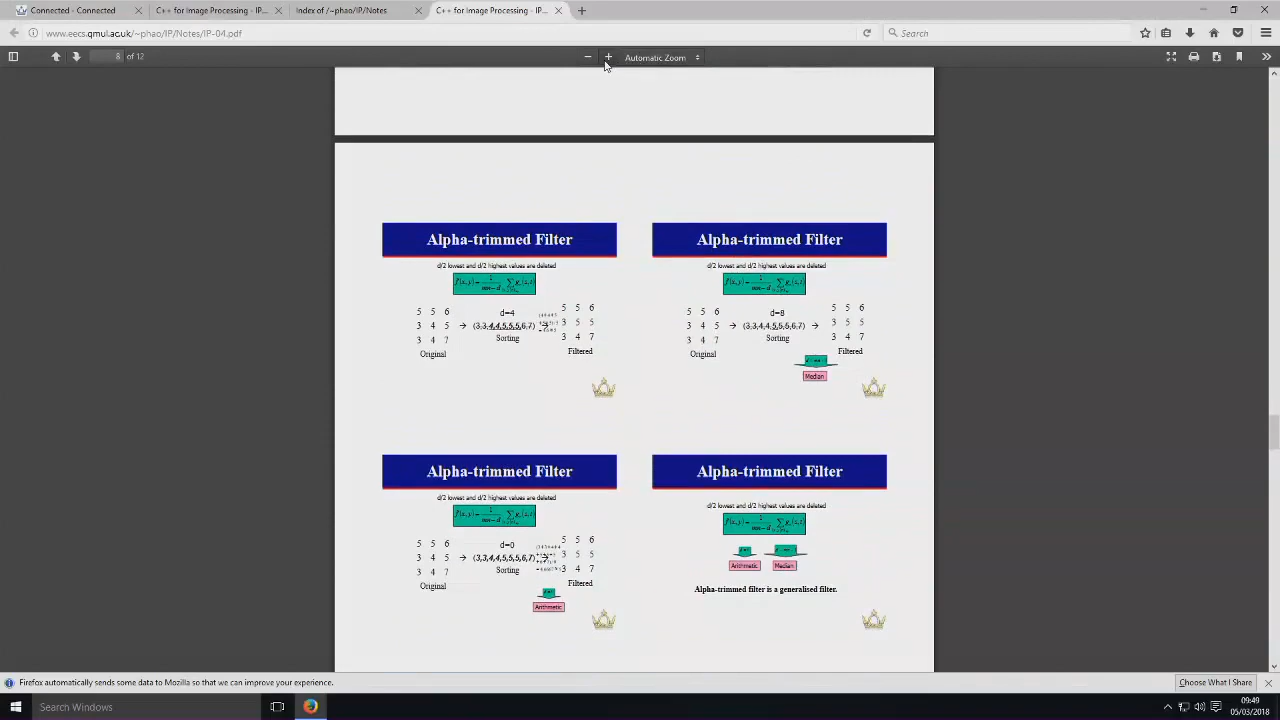 Connected - Connected
C++ for Image Processing - IP...
Index of /~phao/IP/Notes
C++ for Image Processing - IP...
www.eecs.qmul.ac.uk/~phao/IP/Notes/IP-04.pdf
Search
8 of 12
Automatic Zoom
Alpha-trimmed Filter
d/2 lowest and d/2 highest values are deleted
5 5 6
3 4 5
3 4 7
Original
d=4
→ (3,3,4,4,5,5,5,6,7) →
Sorting
5 5 6
3 5 5
3 4 7
Filtered
Alpha-trimmed Filter
d/2 lowest and d/2 highest values are deleted
5 5 6
3 4 5
3 4 7
Original
d=8
→ (3,3,4,4,5,5,5,6,7) →
Sorting
5 5 6
3 5 5
3 4 7
Filtered
Median
Alpha-trimmed Filter
d/2 lowest and d/2 highest values are deleted
5 5 6
3 4 5
3 4 7
Original
d=0
→ (3,3,4,4,5,5,5,6,7) →
Sorting
5 5 6
3 5 5
3 4 7
Filtered
Arithmetic
Alpha-trimmed Filter
d/2 lowest and d/2 highest values are deleted
Arithmetic
Median
Alpha-trimmed filter is a generalised filter.
Firefox automatically sends some data to Mozilla so that we can improve your experience.
Choose What I Share
Search Windows
09:49
05/03/2018